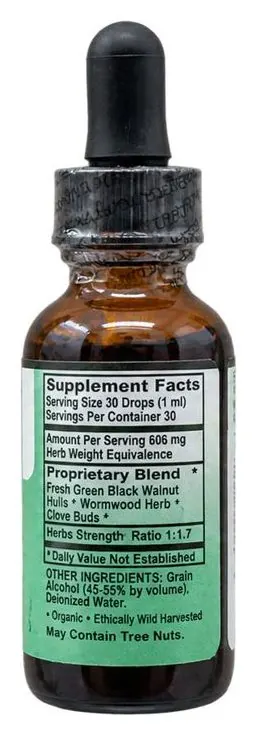 Supplement Facts
Serving Size 30 Drops (1 ml)
Servings Per Container 30
Amount Per Serving 606 mg
Herb Weight Equivalence
Proprietary Blend *
Fresh Green Black Walnut
Hulls * Wormwood Herb *
Clove Buds *
Herbs Strength Ratio 1:1.7
* Daily Value Not Established
OTHER INGREDIENTS: Grain
Alcohol (45-55% by volume),
Deionized Water.
• Organic • Ethically Wild Harvested
May Contain Tree Nuts.